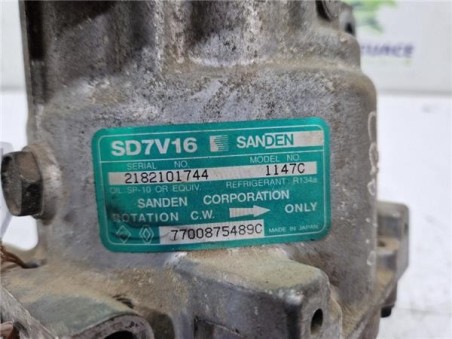 SD7V16 SANDEN
SERIAL NO. MODEL NO.
2182101744 1147C
OIL SP-10 OR EQUIV. REFRIGERANT: R134a
SANDEN CORPORATION
ROTATION C.W. ONLY
7700875489C MADE IN JAPAN